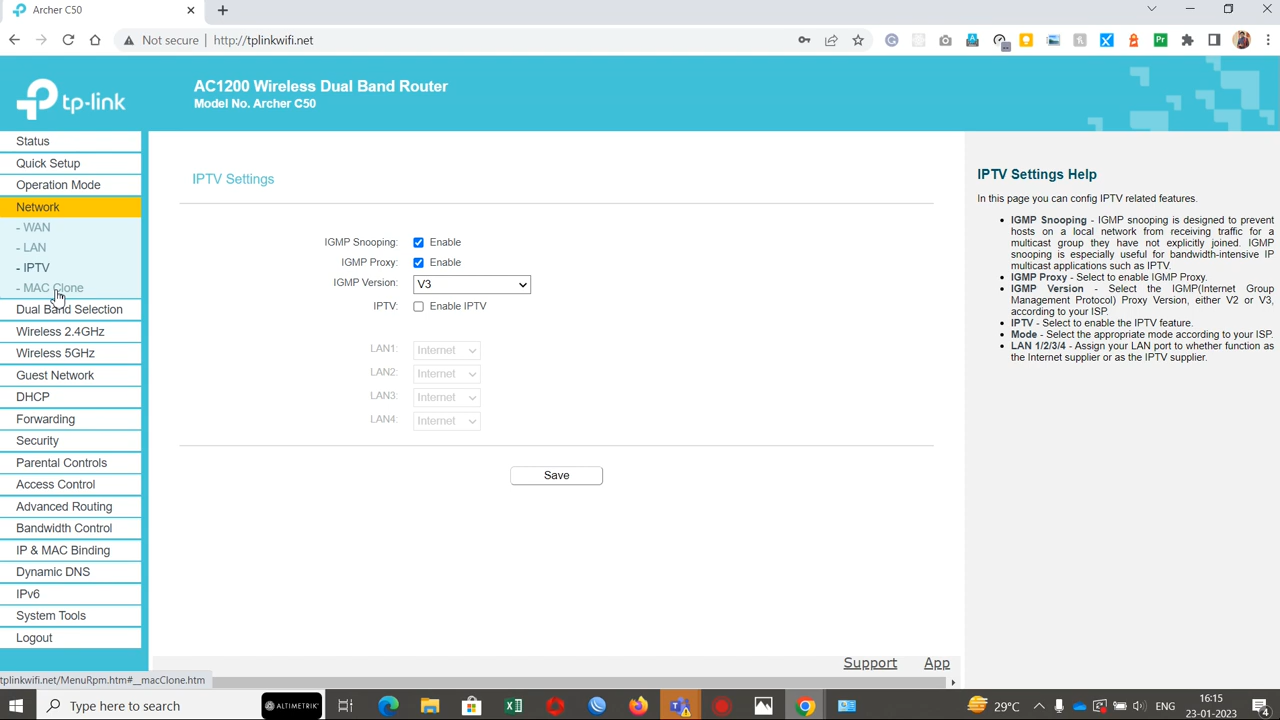 Archer C50
Not secure | http://tplinkwifi.net
tp-link
AC1200 Wireless Dual Band Router
Model No. Archer C50
Status
Quick Setup
Operation Mode
Network
- WAN
- LAN
- IPTV
- MAC Clone
Dual Band Selection
Wireless 2.4GHz
Wireless 5GHz
Guest Network
DHCP
Forwarding
Security
Parental Controls
Access Control
Advanced Routing
Bandwidth Control
IP & MAC Binding
Dynamic DNS
IPv6
System Tools
Logout
IPTV Settings
IGMP Snooping: Enable
IGMP Proxy: Enable
IGMP Version: V3
IPTV: Enable IPTV
LAN1: Internet
LAN2: Internet
LAN3: Internet
LAN4: Internet
Save
IPTV Settings Help
In this page you can config IPTV related features.
IGMP Snooping - IGMP snooping is designed to prevent
hosts on a local network from receiving traffic for a
multicast group they have not explicitly joined. IGMP
snooping is especially useful for bandwidth-intensive IP
multicast applications such as IPTV.
IGMP Proxy - Select to enable IGMP Proxy.
IGMP Version - Select the IGMP(Internet Group
Management Protocol) Proxy Version, either V2 or V3,
according to your ISP.
IPTV - Select to enable the IPTV feature.
Mode - Select the appropriate mode according to your ISP.
LAN 1/2/3/4 - Assign your LAN port to whether function as
the Internet supplier or as the IPTV supplier.
Support App
tplinkwifi.net/MenuRpm.htm#__macClone.htm
Type here to search
ALTIMETRIK
29°C
ENG
16:15
23-01-2023
4